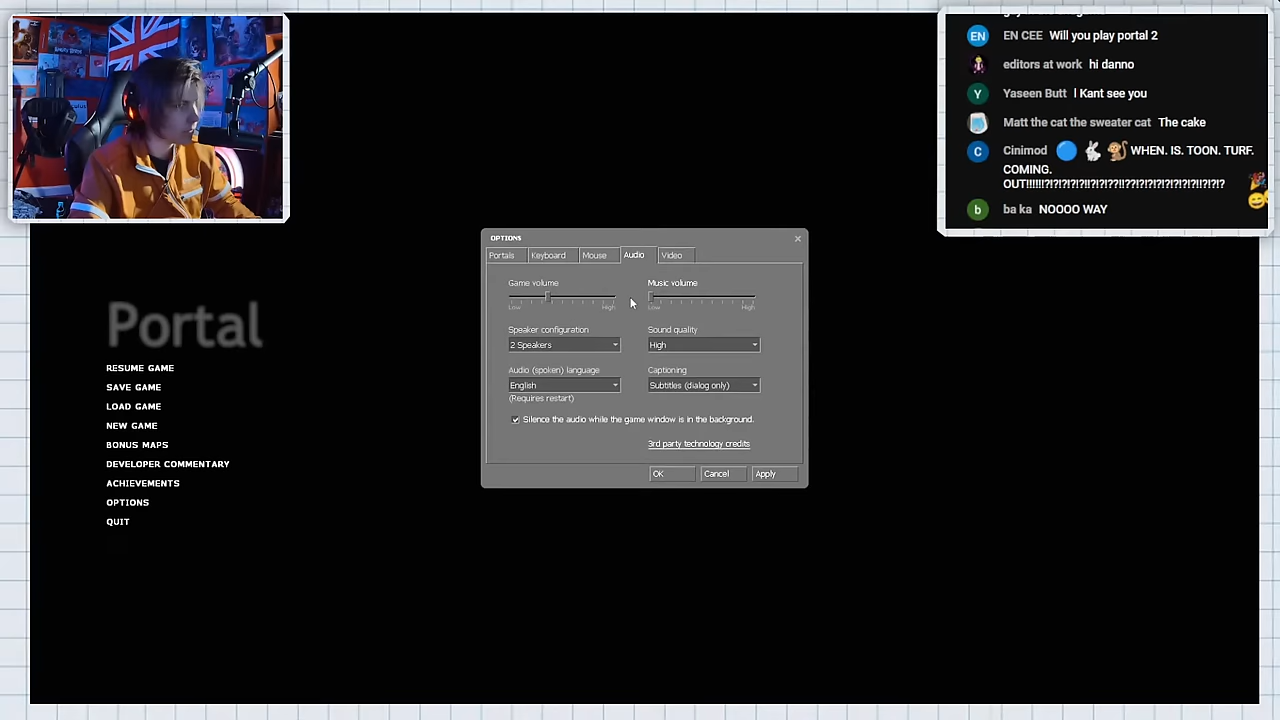 EN CEE Will you play portal 2
editors at work hi danno
Yaseen Butt I Kant see you
Matt the cat the sweater cat The cake
Cinimod WHEN. IS. TOON. TURF.
COMING.
OUT!!!!!!?!?!?!?!!?!?!??!!??!?!?!?!?!?!?!!?!?!?
ba ka NOOOO WAY
OPTIONS
Portals Keyboard Mouse Audio Video
Game volume Music volume
Low High Low High
Speaker configuration Sound quality
2 Speakers High
Audio (spoken) language Captioning
English Subtitles (dialog only)
(Requires restart)
Silence the audio while the game window is in the background.
3rd party technology credits
OK Cancel Apply
Portal
RESUME GAME
SAVE GAME
LOAD GAME
NEW GAME
BONUS MAPS
DEVELOPER COMMENTARY
ACHIEVEMENTS
OPTIONS
QUIT